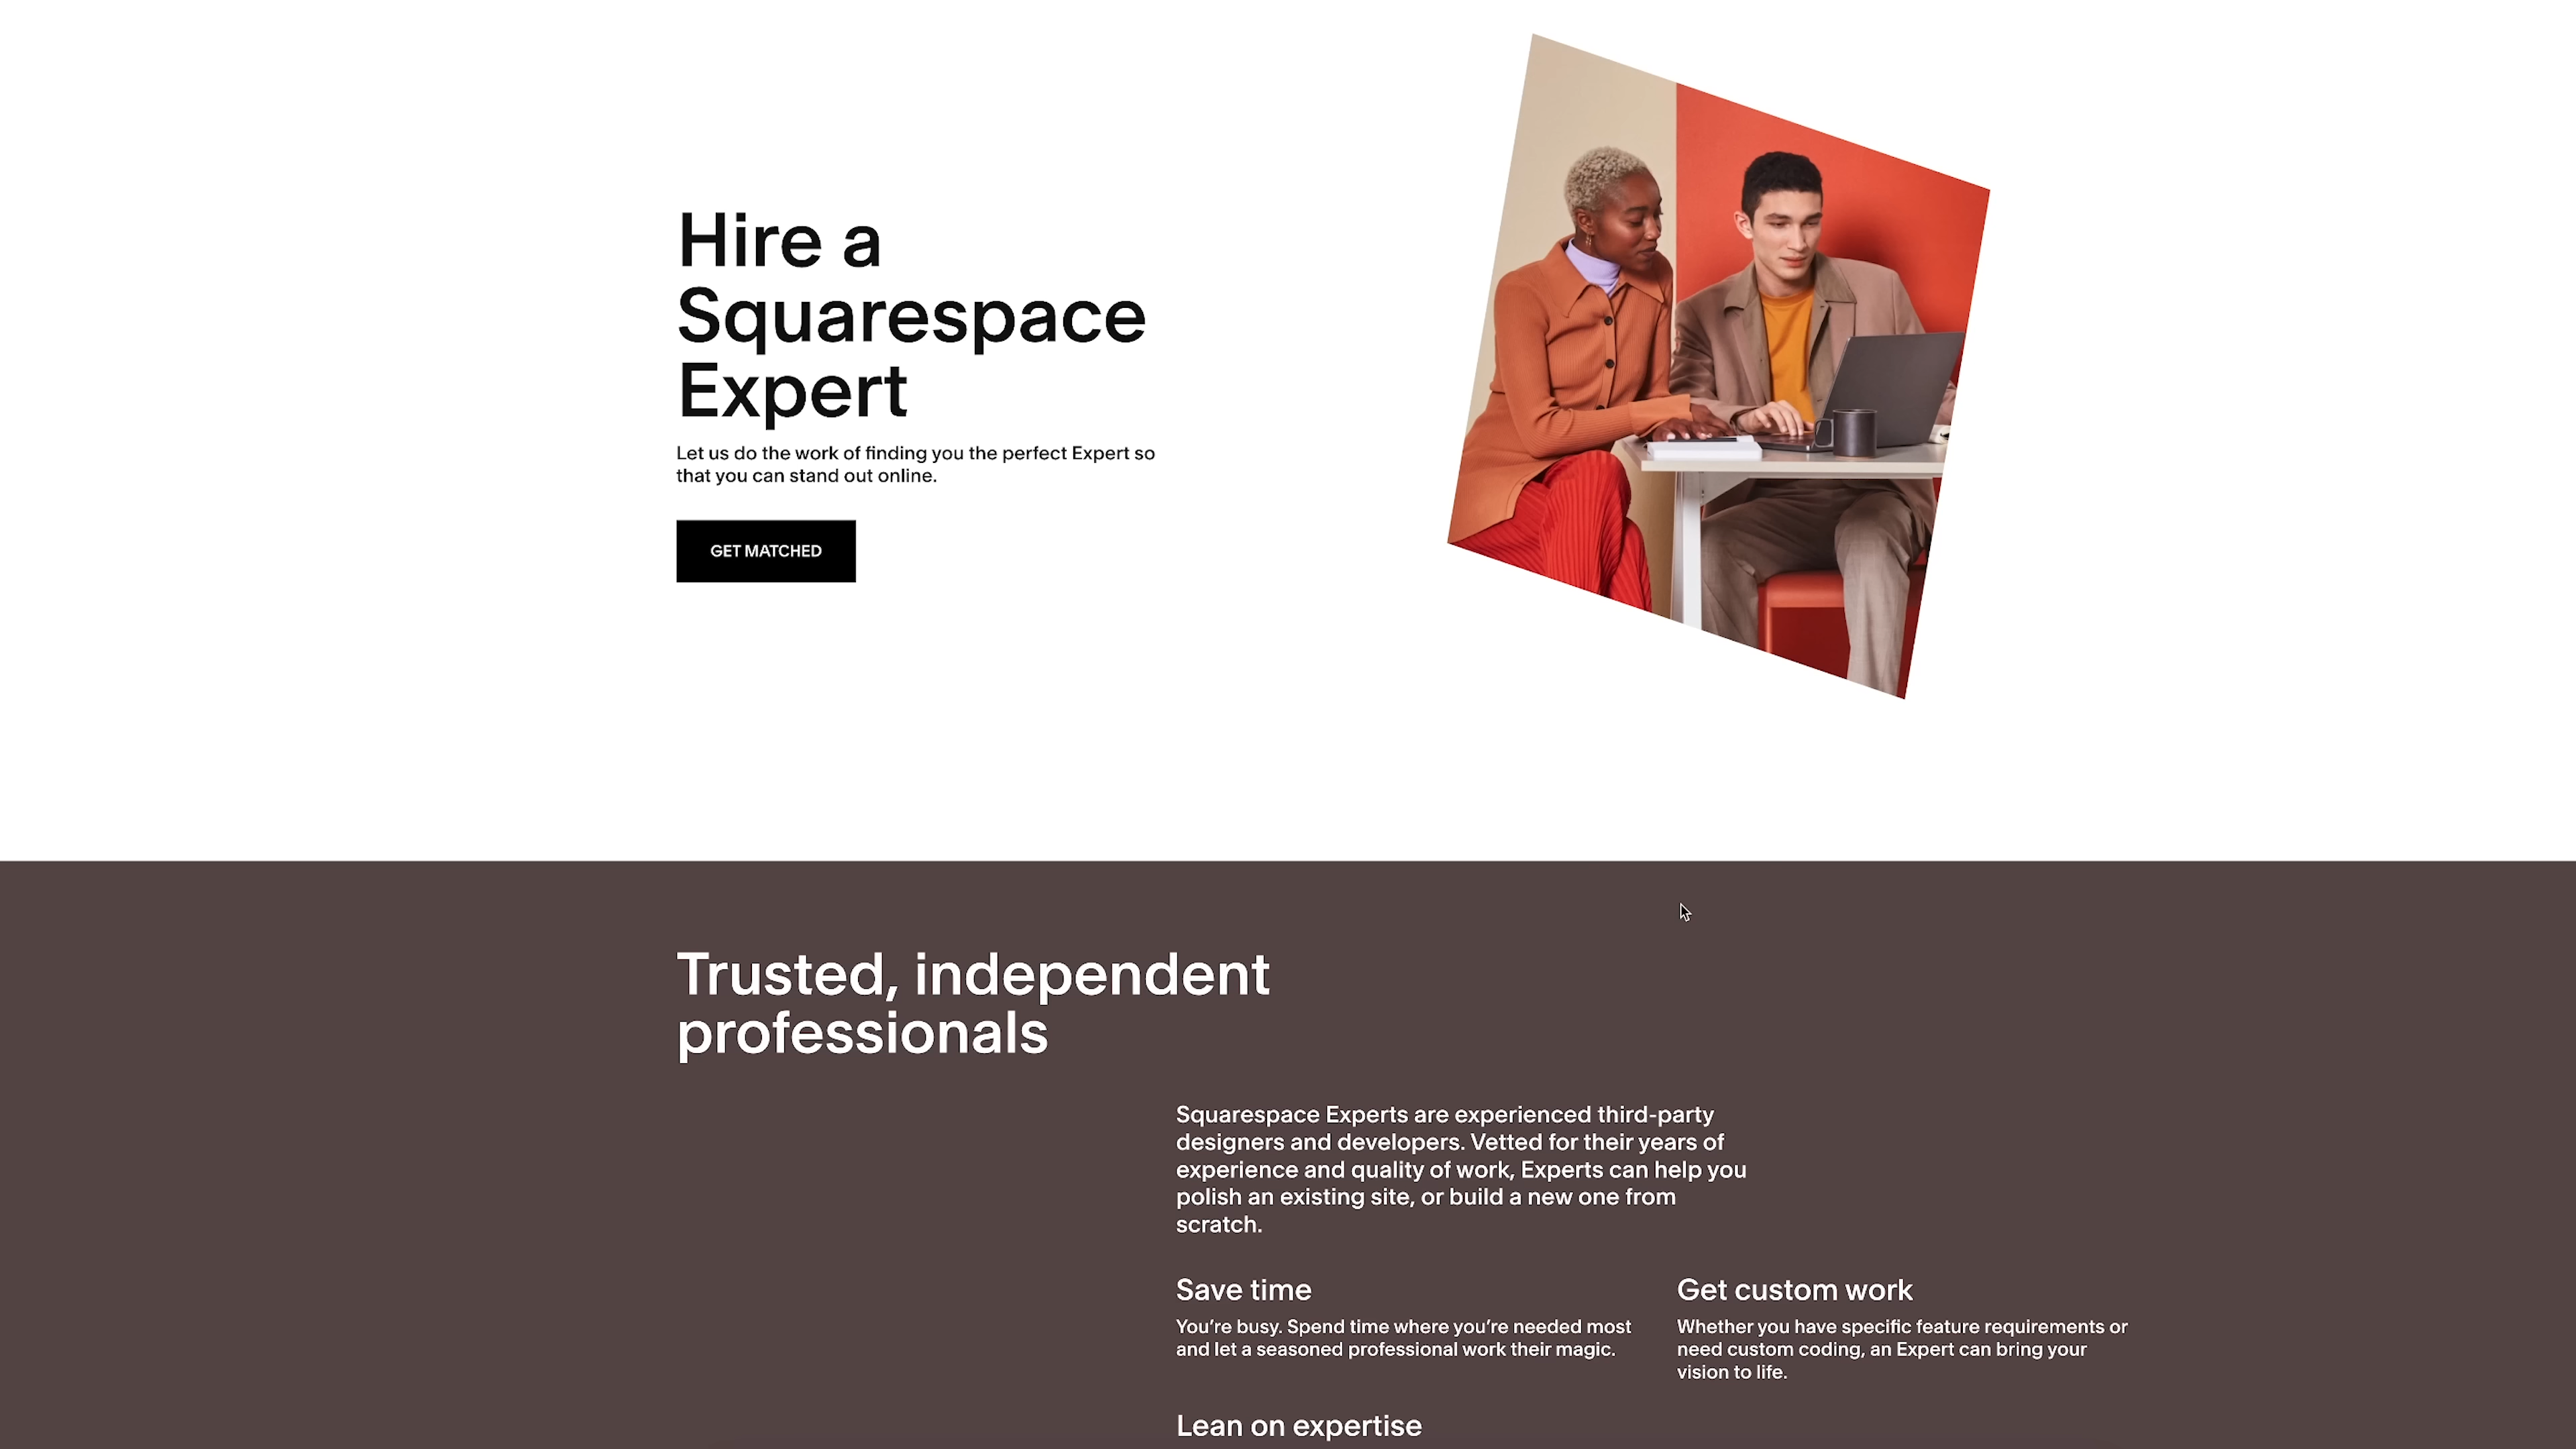 Hire a
Squarespace
Expert
Let us do the work of finding you the perfect Expert so
that you can stand out online.
GET MATCHED
Trusted, independent
professionals
Squarespace Experts are experienced third-party
designers and developers. Vetted for their years of
experience and quality of work, Experts can help you
polish an existing site, or build a new one from
scratch.
Save time
You’re busy. Spend time where you’re needed most
and let a seasoned professional work their magic.
Get custom work
Whether you have specific feature requirements or
need custom coding, an Expert can bring your
vision to life.
Lean on expertise